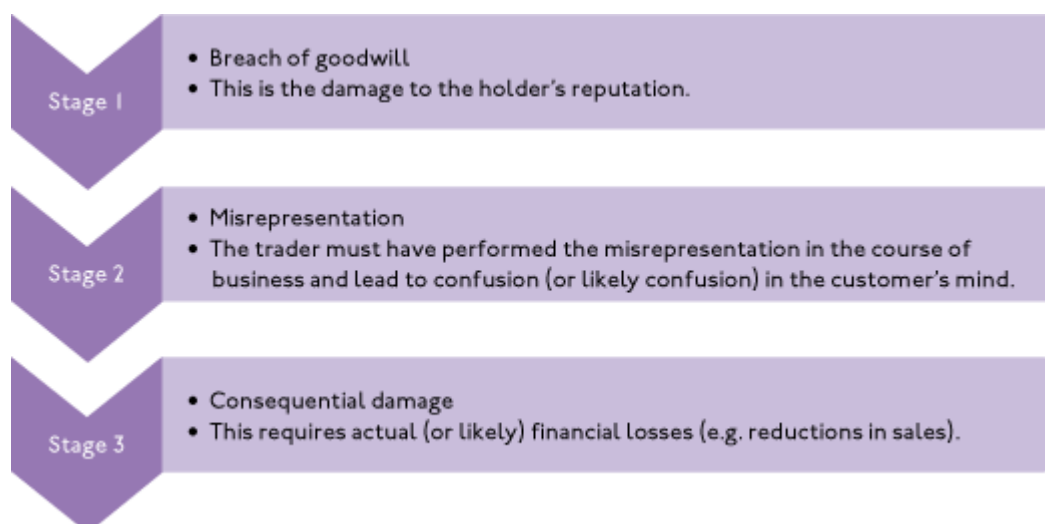 Stage 1
• Breach of goodwill
• This is the damage to the holder's reputation.
Stage 2
• Misrepresentation
• The trader must have performed the misrepresentation in the course of
business and lead to confusion (or likely confusion) in the customer's mind.
Stage 3
• Consequential damage
• This requires actual (or likely) financial losses (e.g. reductions in sales).